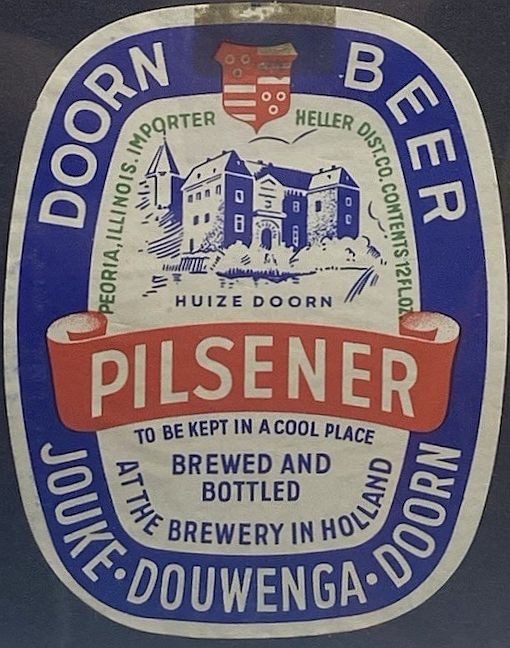 DOORN BEER
PEORIA, ILLINOIS. IMPORTER HELLER DIST. CO. CONTENTS 12 FL.OZ
HUIZE DOORN
PILSENER
TO BE KEPT IN A COOL PLACE
BREWED AND
BOTTLED
AT THE BREWERY IN HOLLAND
JOUKE·DOUWENGA·DOORN